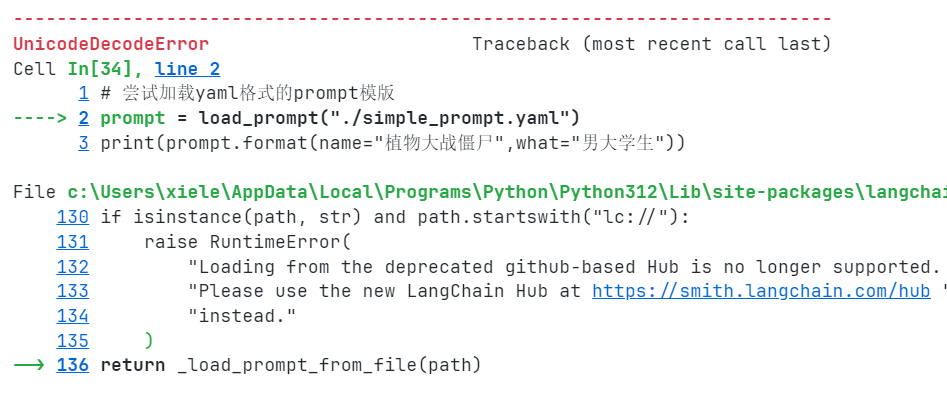 ---------------------------------------------------------------------------
UnicodeDecodeError                        Traceback (most recent call last)
Cell In[34], line 2
      1 # 尝试加载yaml格式的prompt模版
----> 2 prompt = load_prompt("./simple_prompt.yaml")
      3 print(prompt.format(name="植物大战僵尸",what="男大学生"))
File c:\Users\xiele\AppData\Local\Programs\Python\Python312\Lib\site-packages\langchai
    130 if isinstance(path, str) and path.startswith("lc://"):
    131     raise RuntimeError(
    132         "Loading from the deprecated github-based Hub is no longer supported.
    133         "Please use the new LangChain Hub at https://smith.langchain.com/hub "
    134         "instead."
    135     )
--> 136 return _load_prompt_from_file(path)